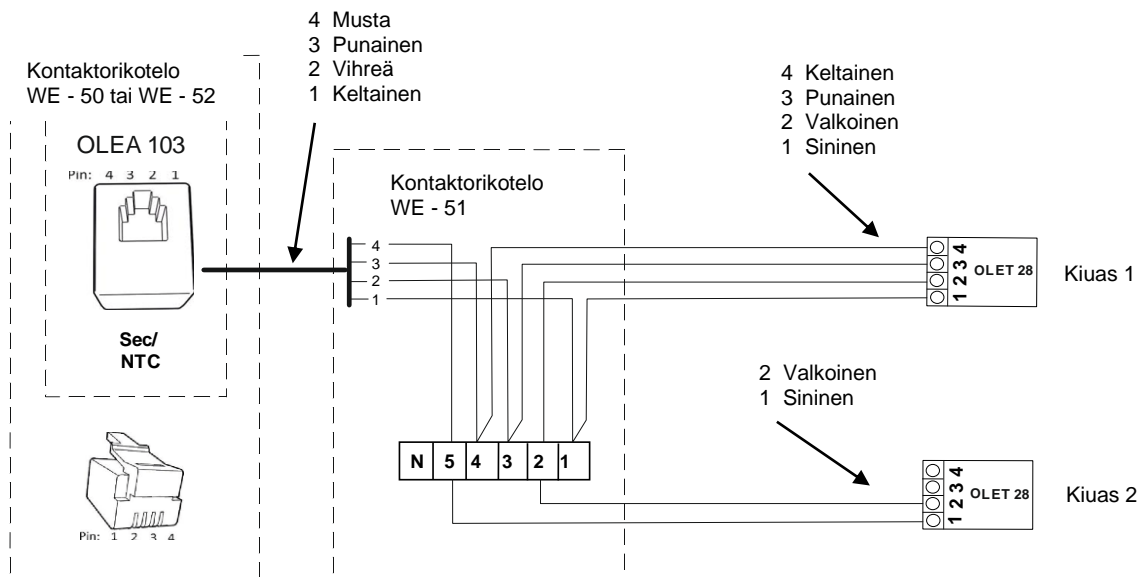 4 Musta
3 Punainen
2 Vihreä
1 Keltainen
Kontaktorikotelo
WE - 50 tai WE - 52
OLEA 103
Pin: 4 3 2 1
Sec/
NTC
Pin: 1 2 3 4
Kontaktorikotelo
WE - 51
4
3
2
1
N 5 4 3 2 1
4 Keltainen
3 Punainen
2 Valkoinen
1 Sininen
1 2 3 4
OLET 28
Kiuas 1
2 Valkoinen
1 Sininen
1 2 3 4
OLET 28
Kiuas 2